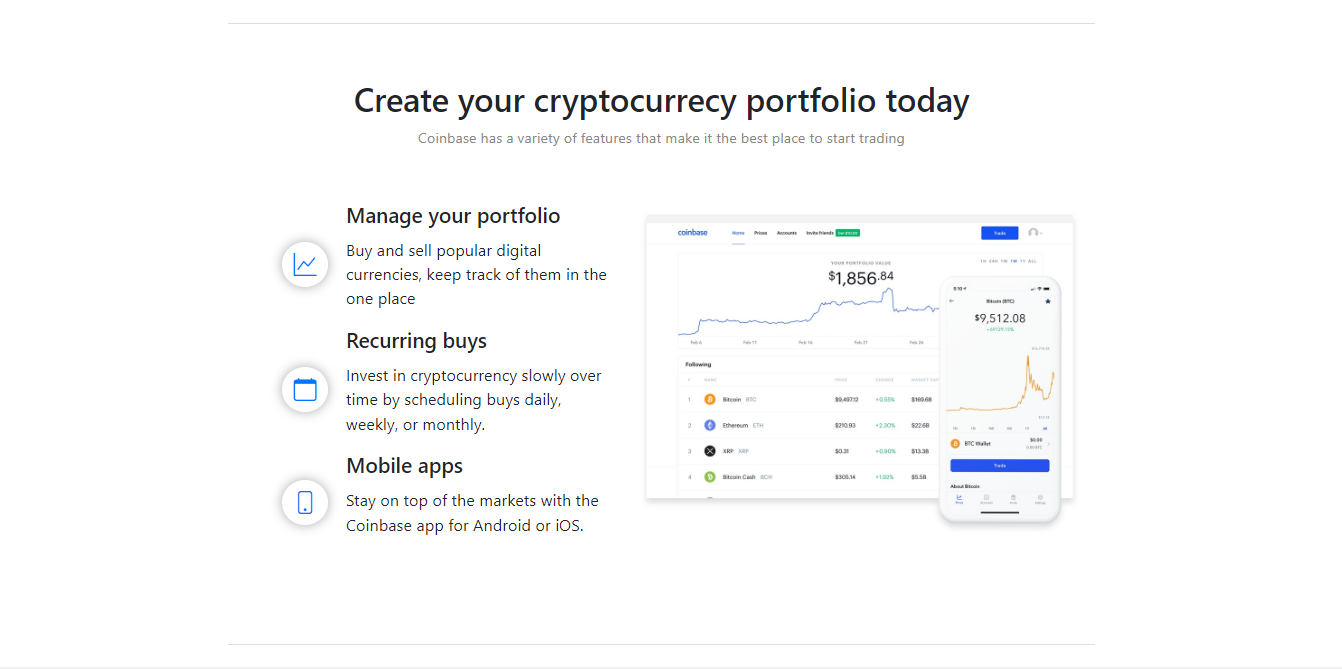 Create your cryptocurrecy portfolio today
Coinbase has a variety of features that make it the best place to start trading
Manage your portfolio
Buy and sell popular digital
currencies, keep track of them in the
one place
Recurring buys
Invest in cryptocurrency slowly over
time by scheduling buys daily,
weekly, or monthly.
Mobile apps
Stay on top of the markets with the
Coinbase app for Android or iOS.
coinbase Home Prices Accounts Invite friends Trade
YOUR PORTFOLIO VALUE
$1,856.84
1H 24H 1W 1M 1Y ALL
Feb 6 Feb 11 Feb 16 Feb 21 Feb 26
Following
# NAME PRICE CHANGE MARKET CAP
1 Bitcoin BTC $9,497.12 +0.55% $169.6B
2 Ethereum ETH $210.93 +2.30% $22.6B
3 XRP XRP $0.31 +0.90% $13.3B
4 Bitcoin Cash BCH $305.14 +1.92% $5.5B
5:10
Bitcoin (BTC)
$9,512.08
BTC Wallet $0.00
Trade
About Bitcoin